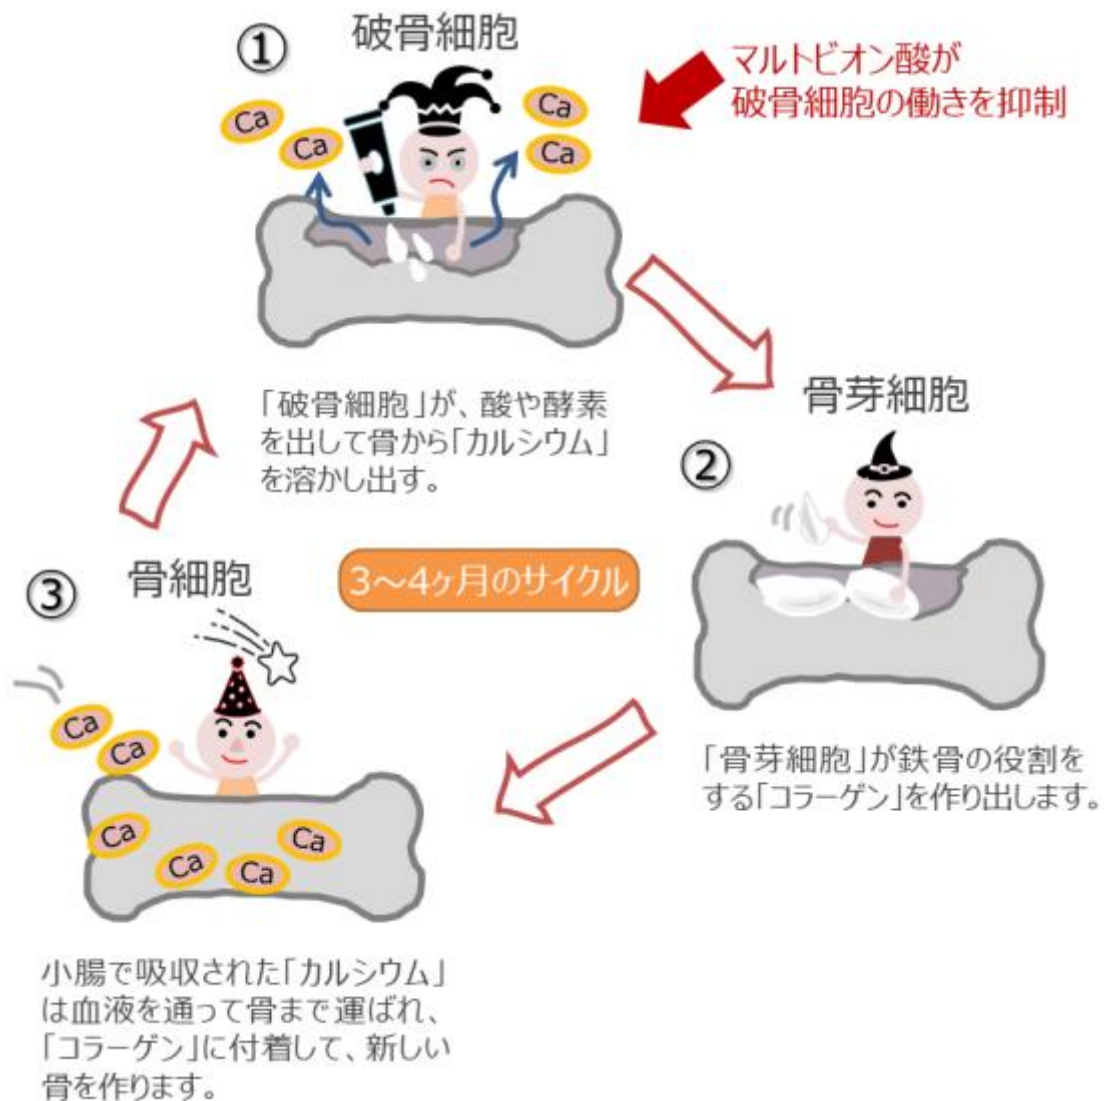 ①
破骨細胞
マルトビオン酸が
破骨細胞の働きを抑制
Ca
Ca
Ca
Ca
「破骨細胞」が、酸や酵素
を出して骨から「カルシウム」
を溶かし出す。
骨芽細胞
②
「骨芽細胞」が鉄骨の役割を
する「コラーゲン」を作り出します。
3～4ヶ月のサイクル
③
骨細胞
Ca
Ca
Ca
Ca
Ca
Ca
小腸で吸収された「カルシウム」
は血液を通って骨まで運ばれ、
「コラーゲン」に付着して、新しい
骨を作ります。